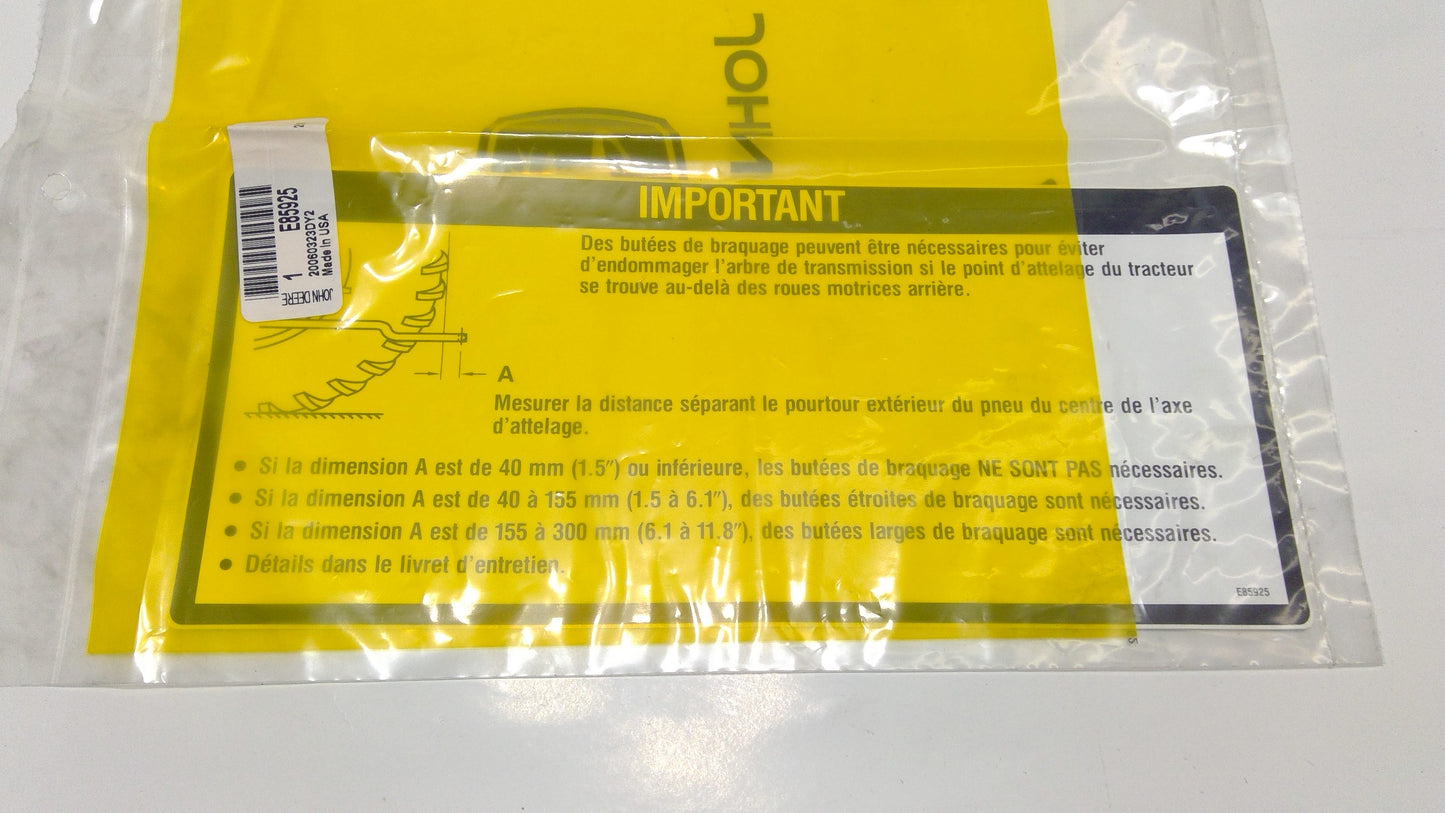 JOHN
JOHN DEERE
1 E85925
20060323DY2
Made in USA
IMPORTANT
Des butées de braquage peuvent être nécessaires pour éviter
d'endommager l'arbre de transmission si le point d'attelage du tracteur
se trouve au-delà des roues motrices arrière.
A
Mesurer la distance séparant le pourtour extérieur du pneu du centre de l'axe
d'attelage.
• Si la dimension A est de 40 mm (1.5″) ou inférieure, les butées de braquage NE SONT PAS nécessaires.
• Si la dimension A est de 40 à 155 mm (1.5 à 6.1″), des butées étroites de braquage sont nécessaires.
• Si la dimension A est de 155 à 300 mm (6.1 à 11.8″), des butées larges de braquage sont nécessaires.
• Détails dans le livret d'entretien.
E85925